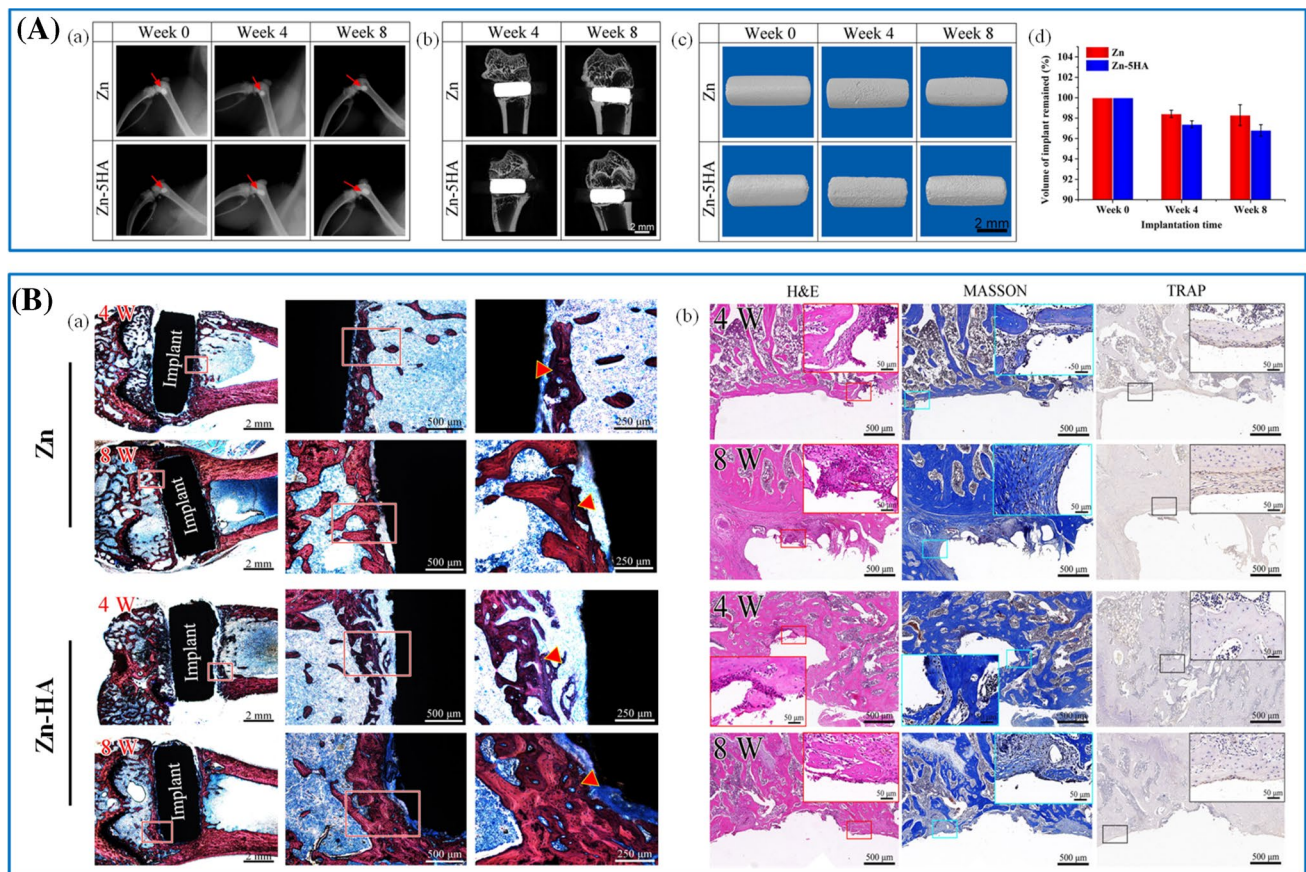 (A)
(a)
Week 0
Week 4
Week 8
Zn
Zn-5HA
(b)
Week 4
Week 8
Zn
Zn-5HA
2 mm
(c)
Week 0
Week 4
Week 8
Zn
Zn-5HA
2 mm
(d)
Zn
Zn-5HA
Volume of implant remained (%)
104
102
100
98
96
94
92
90
Week 0
Week 4
Week 8
Implantation time
(B)
(a)
Zn
4 W
Implant
2 mm
500 μm
250 μm
8 W
Implant
2 mm
500 μm
250 μm
Zn-HA
4 W
Implant
2 mm
500 μm
250 μm
8 W
Implant
2 mm
500 μm
250 μm
(b)
H&E
MASSON
TRAP
4 W
50 μm
500 μm
50 μm
500 μm
50 μm
500 μm
8 W
50 μm
500 μm
50 μm
500 μm
50 μm
500 μm
4 W
50 μm
500 μm
50 μm
500 μm
50 μm
500 μm
8 W
50 μm
500 μm
50 μm
500 μm
50 μm
500 μm